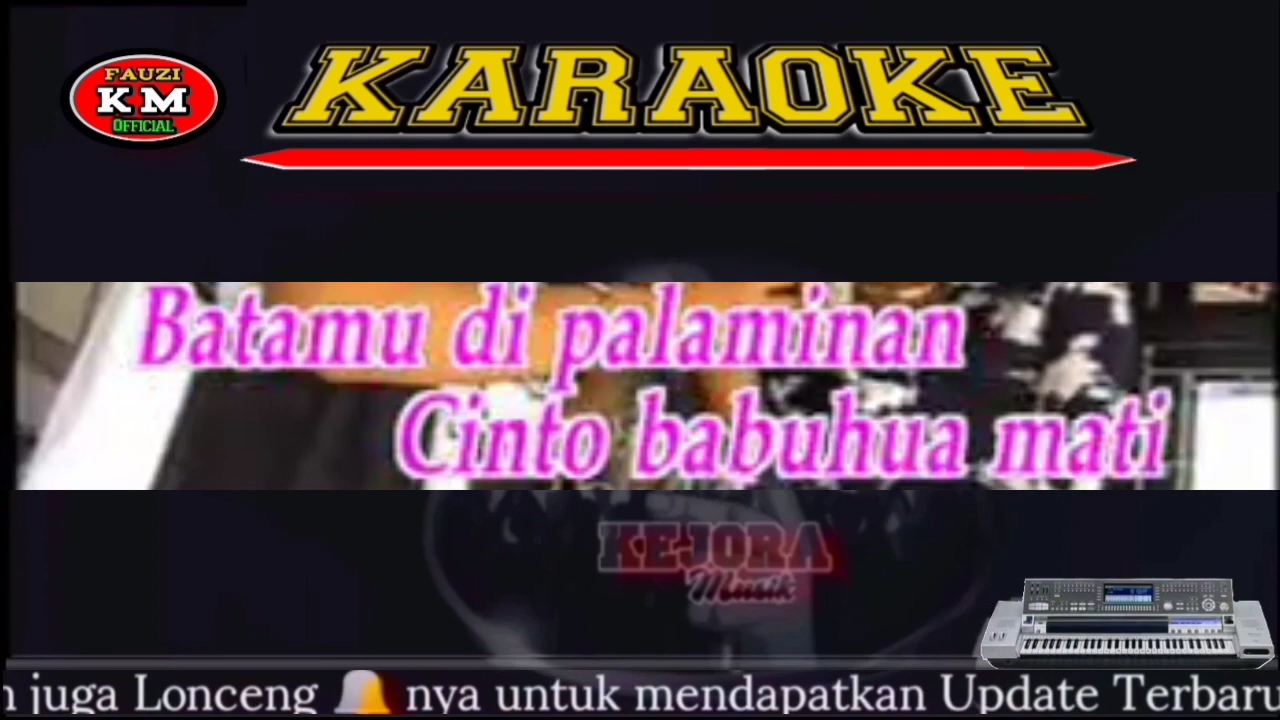 FAUZI
KM
OFFICIAL
KARAOKE
Batamu di palaminan
Cinto babuhua mati
KEJORA
Musik
juga Lonceng 🔔 nya untuk mendapatkan Update Terbaru